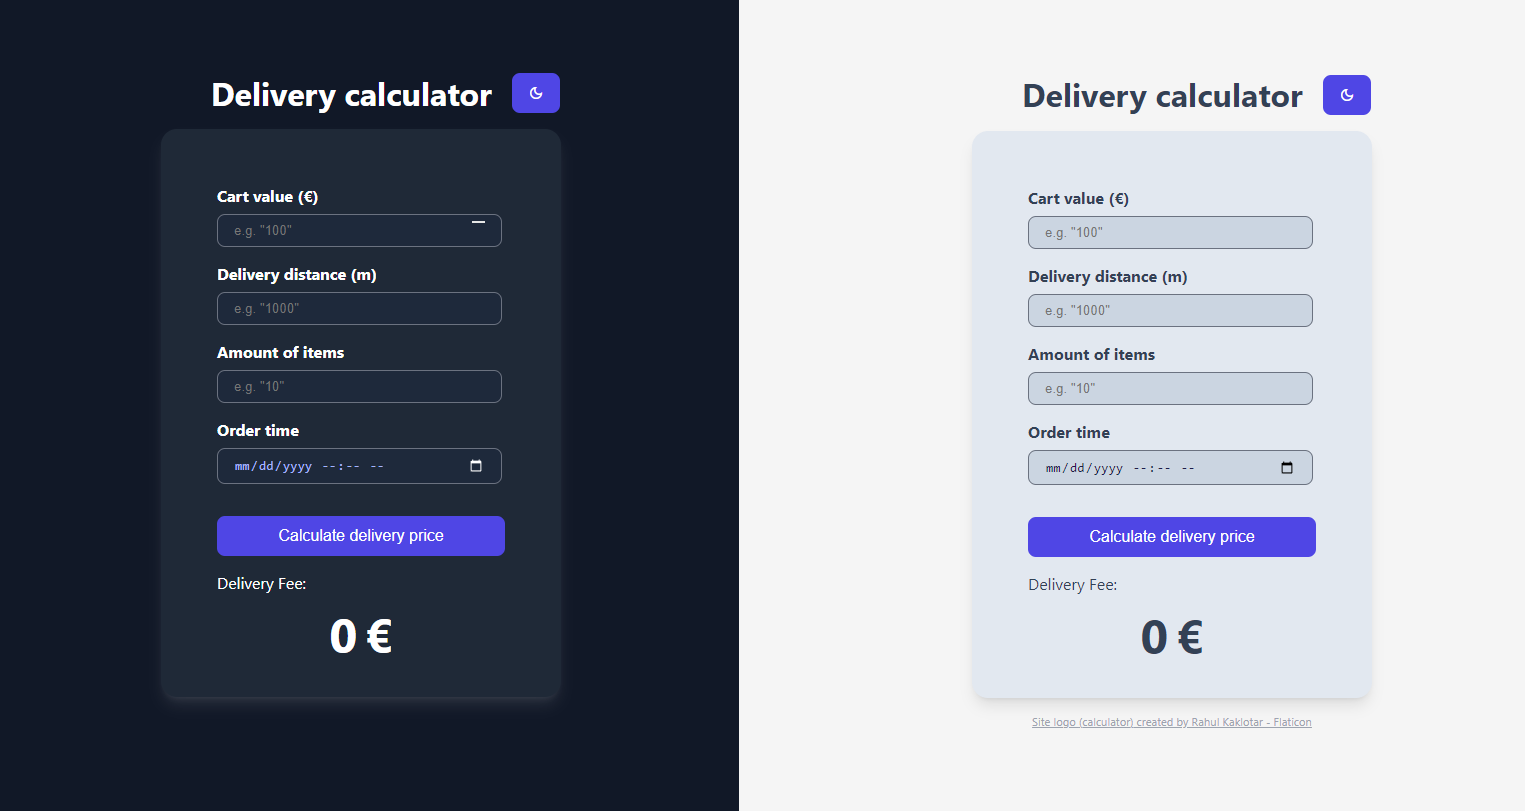 Delivery calculator
Cart value (€)
e.g. "100"
Delivery distance (m)
e.g. "1000"
Amount of items
e.g. "10"
Order time
mm/dd/yyyy --:-- --
Calculate delivery price
Delivery Fee:
0 €
Delivery calculator
Cart value (€)
e.g. "100"
Delivery distance (m)
e.g. "1000"
Amount of items
e.g. "10"
Order time
mm/dd/yyyy --:-- --
Calculate delivery price
Delivery Fee:
0 €
Site logo (calculator) created by Rahul Kaklotar - Flaticon